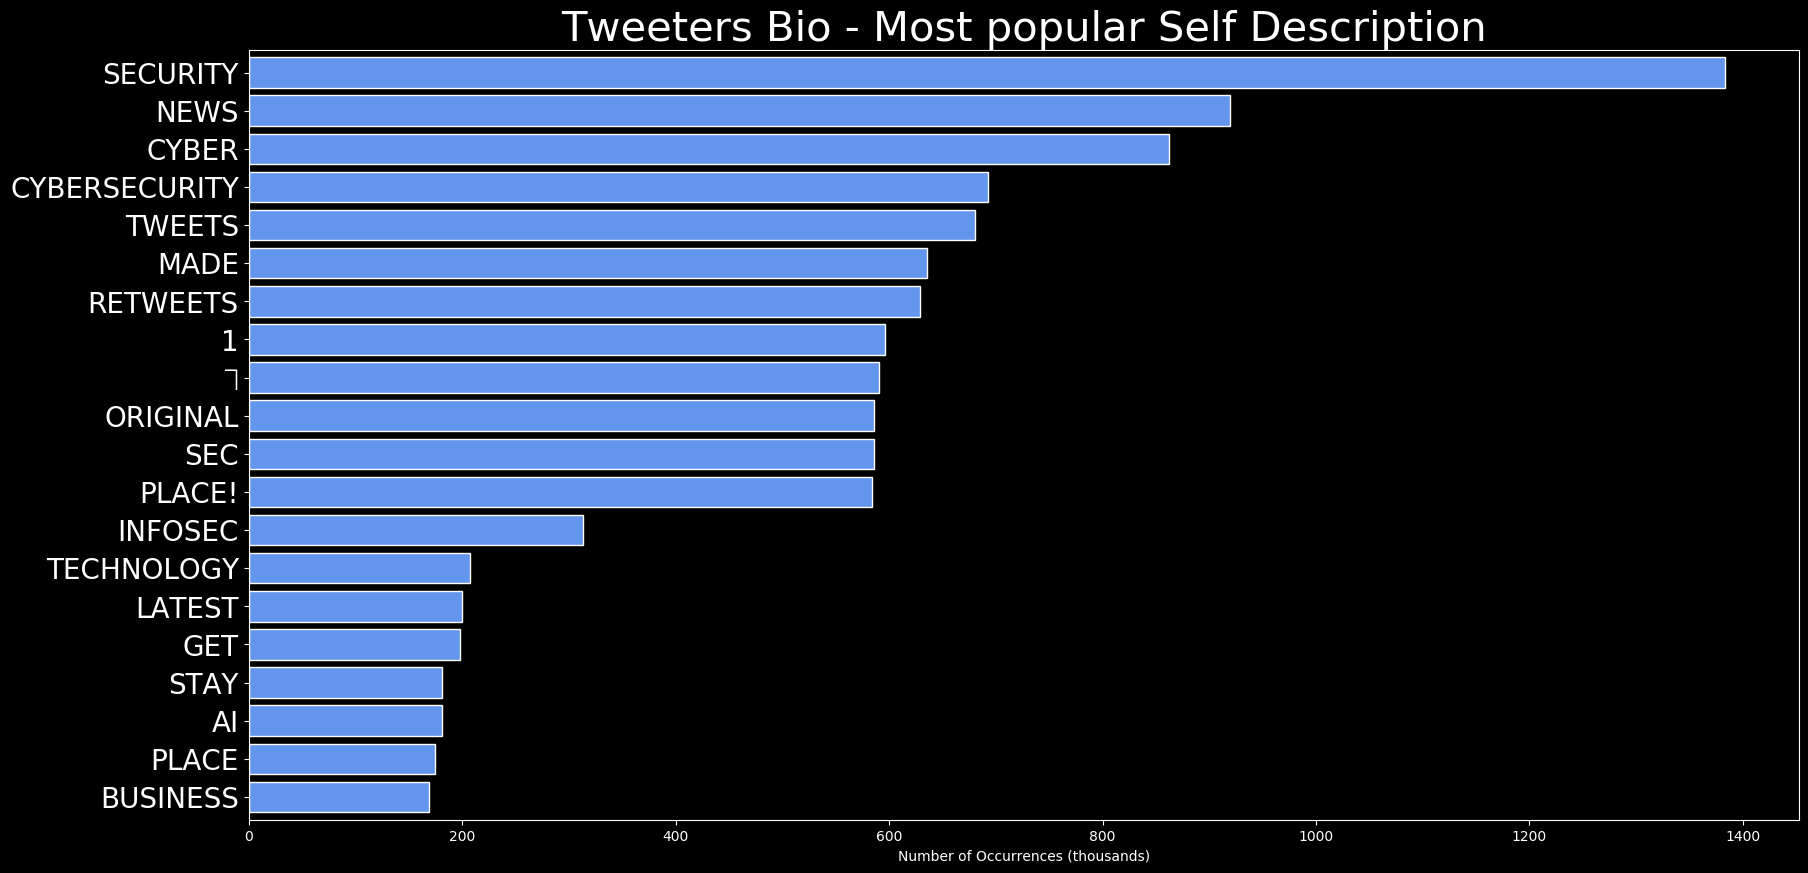 Tweeters Bio - Most popular Self Description
SECURITY
NEWS
CYBER
CYBERSECURITY
TWEETS
MADE
RETWEETS
1
ORIGINAL
SEC
PLACE!
INFOSEC
TECHNOLOGY
LATEST
GET
STAY
AI
PLACE
BUSINESS
0 200 400 600 800 1000 1200 1400
Number of Occurrences (thousands)